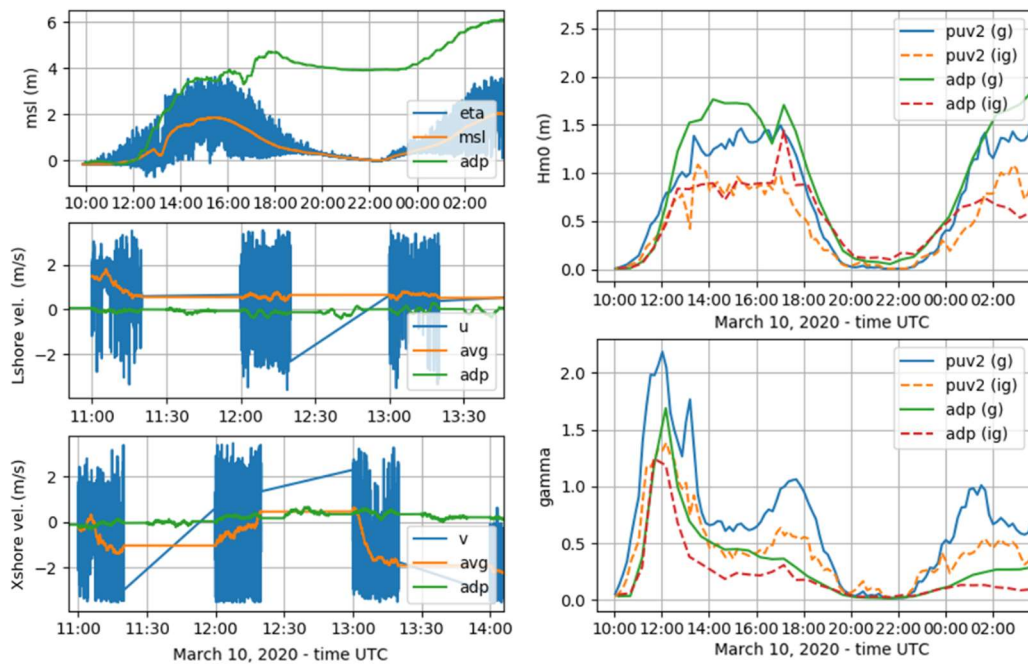 msl (m)
6
4
2
0
eta
msl
adp
10:00 12:00 14:00 16:00 18:00 20:00 22:00 00:00 02:00
Lshore vel. (m/s)
2
0
−2
u
avg
adp
11:00 11:30 12:00 12:30 13:00 13:30
Xshore vel. (m/s)
2
0
−2
v
avg
adp
11:00 11:30 12:00 12:30 13:00 13:30 14:00
March 10, 2020 - time UTC
Hm0 (m)
2.5
2.0
1.5
1.0
0.5
0.0
puv2 (g)
puv2 (ig)
adp (g)
adp (ig)
10:00 12:00 14:00 16:00 18:00 20:00 22:00 00:00 02:00
March 10, 2020 - time UTC
gamma
2.0
1.5
1.0
0.5
0.0
puv2 (g)
puv2 (ig)
adp (g)
adp (ig)
10:00 12:00 14:00 16:00 18:00 20:00 22:00 00:00 02:00
March 10, 2020 - time UTC